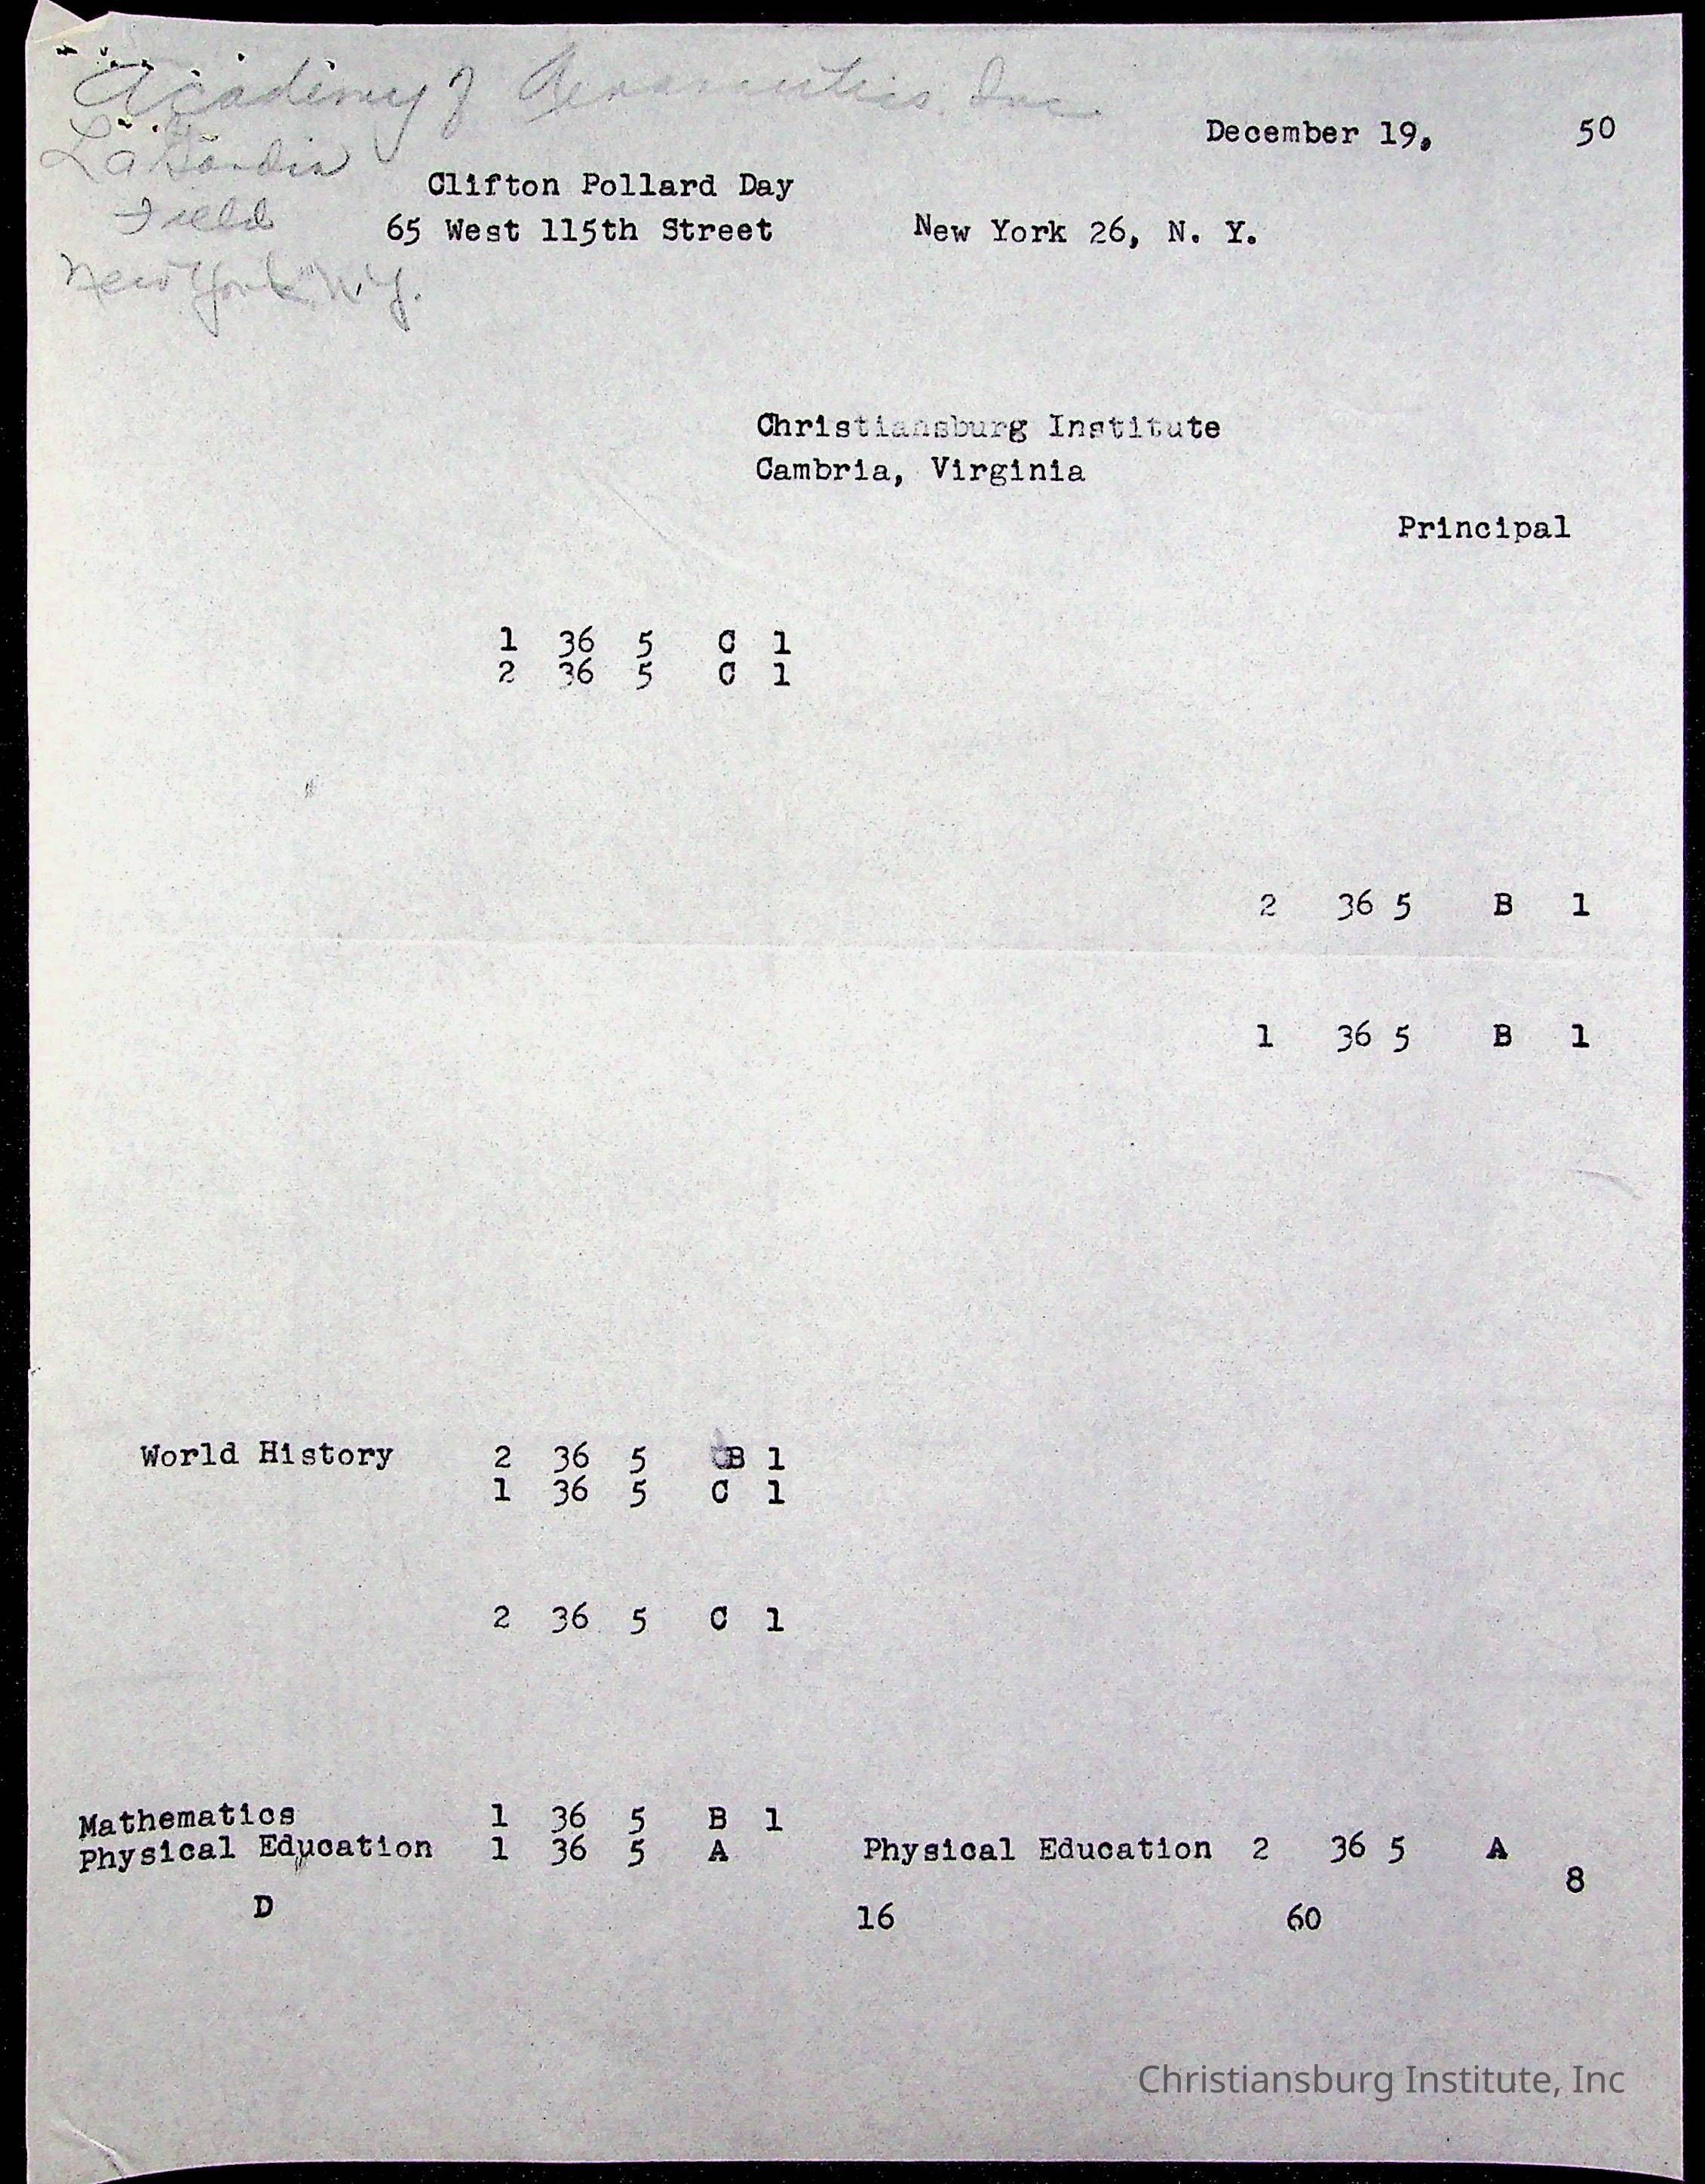 Academy of Aeronautics Inc
December 19, 50
LaGuardia
Clifton Pollard Day
Field
65 West 115th Street New York 26, N. Y.
New York N.Y.
Christiansburg Institute
Cambria, Virginia
Principal
1 36 5 C 1
2 36 5 C 1
2 36 5 B 1
1 36 5 B 1
World History 2 36 5 B 1
1 36 5 C 1
2 36 5 C 1
Mathematics 1 36 5 B 1
Physical Education 1 36 5 A Physical Education 2 36 5 A
8
D 16 60
Christiansburg Institute, Inc